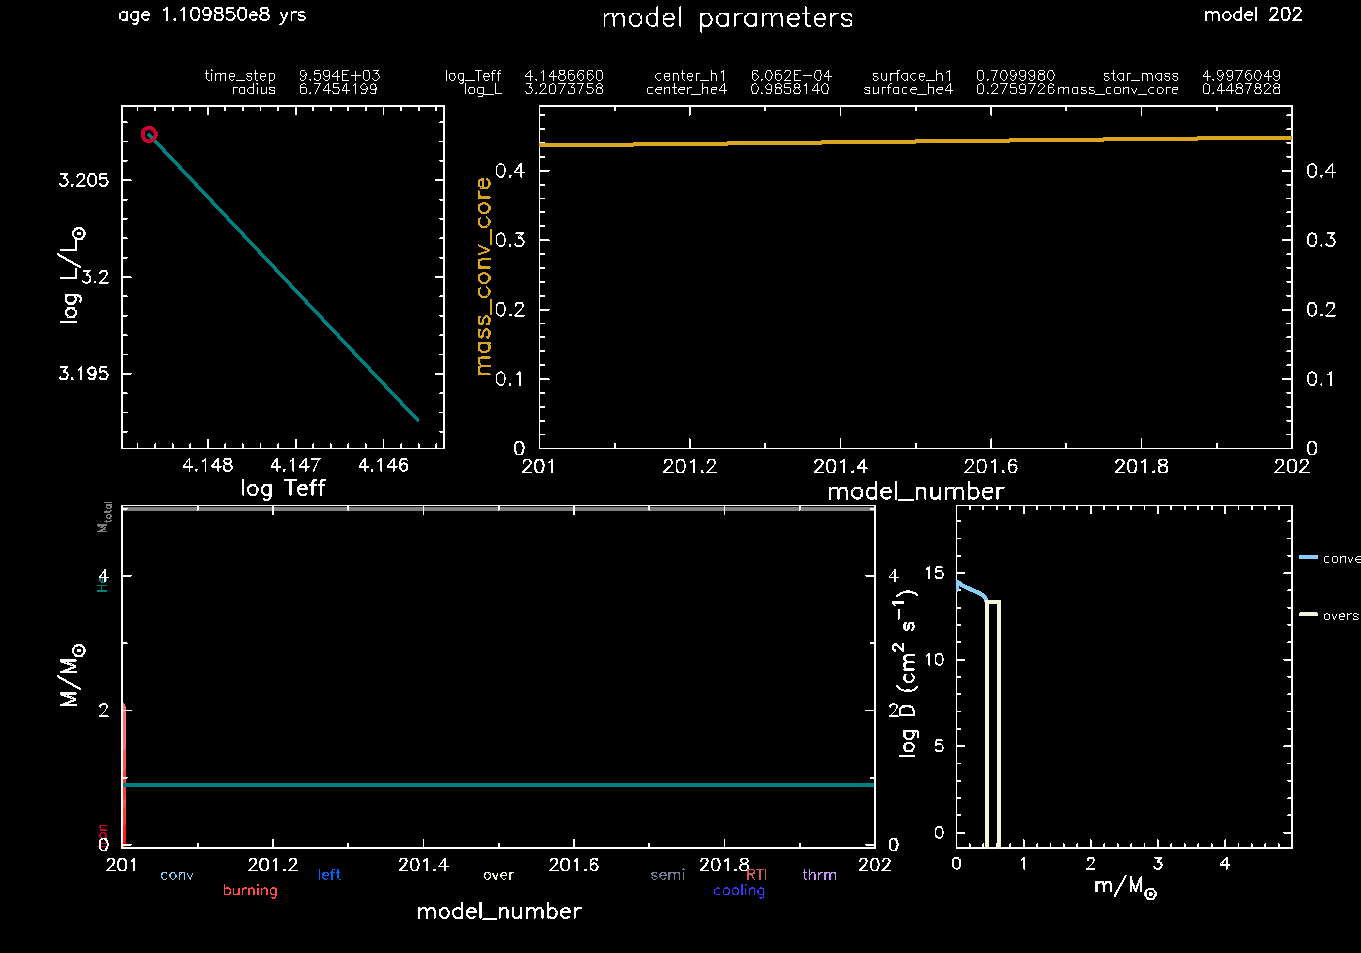 age 1.109850e8 yrs model parameters model 202
time_step 9.594E+03 log_Teff 4.1486660 center_h1 6.062E-04 surface_h1 0.7099980 star_mass 4.9976049
radius 6.7454199 log_L 3.2073758 center_he4 0.9858140 surface_he4 0.2759726 mass_conv_core 0.4487828
3.205
3.2
3.195
log L/L⊙
4.148 4.147 4.146
log Teff
mass_conv_core
0.4 0.4
0.3 0.3
0.2 0.2
0.1 0.1
0 0
201 201.2 201.4 201.6 201.8 202
model_number
Mtotal
He
4 4
M/M⊙
2 2
0 0
201 201.2 201.4 201.6 201.8 202
conv left over semi RTI thrm
burning cooling
model_number
log D (cm² s⁻¹)
15
10
5
0
0 1 2 3 4
m/M⊙
conve
overs